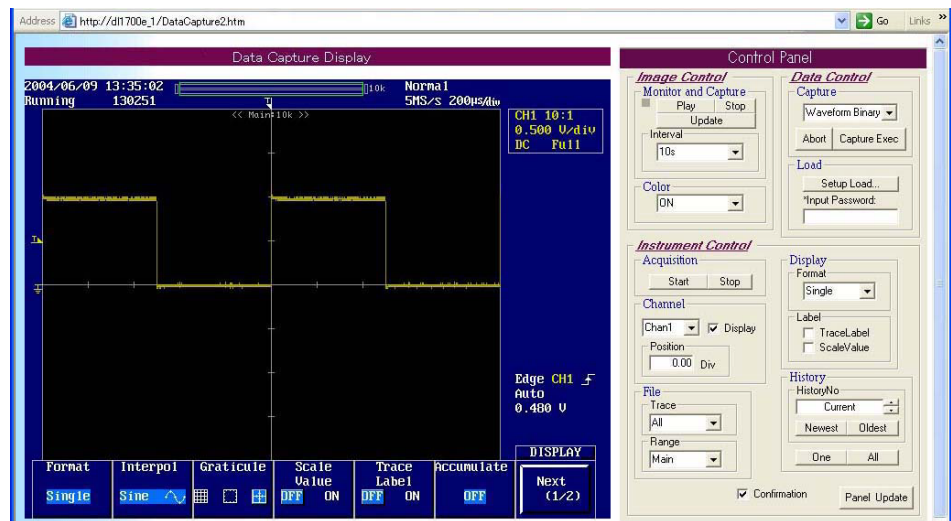 Address http://dl1700e_1/DataCapture2.htm Go Links »
Data Capture Display
2004/06/09 13:35:02 10k Normal
Running 130251 5MS/s 200µs/div
<< Main:10k >>
CH1 10:1
0.500 V/div
DC Full
T
T
Edge CH1
Auto
0.480 V
DISPLAY
Format Interpol Graticule Scale Value Trace Label Accumulate
Single Sine OFF ON OFF ON OFF
Next
(1/2)
Control Panel
Image Control
Monitor and Capture
Play Stop
Update
Interval
10s
Color
ON
Data Control
Capture
Waveform Binary
Abort Capture Exec
Load
Setup Load...
*Input Password:
Instrument Control
Acquisition
Start Stop
Channel
Chan1 Display
Position
0.00 Div
File
Trace
All
Range
Main
Display
Format
Single
Label
TraceLabel
ScaleValue
History
HistoryNo
Current
Newest Oldest
One All
Confirmation Panel Update